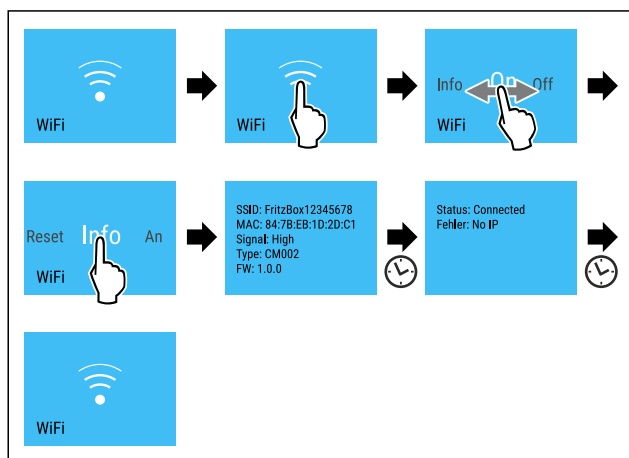 WiFi
WiFi
Info On Off
WiFi
Reset Info An
WiFi
SSID: FritzBox12345678
MAC: 84:7B:EB:1D:2D:C1
Signal: High
Type: CM002
FW: 1.0.0
Status: Connected
Fehler: No IP
WiFi